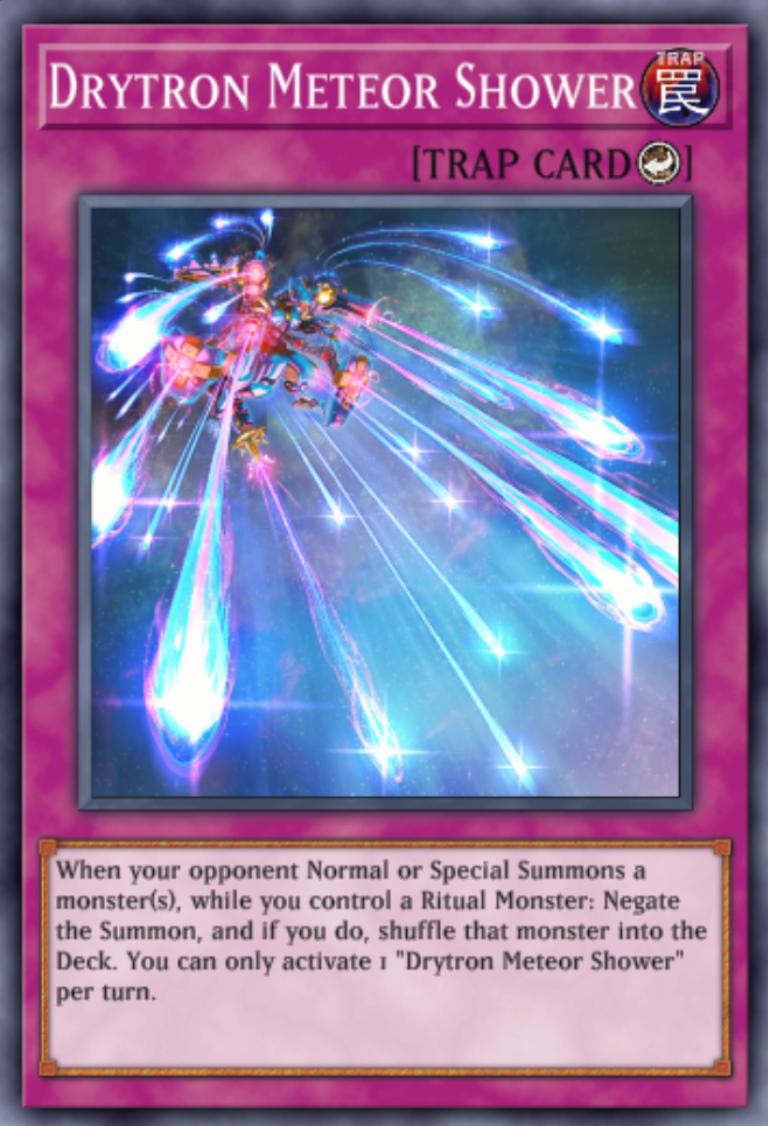 DRYTRON METEOR SHOWER
TRAP
罠
[TRAP CARD]
When your opponent Normal or Special Summons a
monster(s), while you control a Ritual Monster: Negate
the Summon, and if you do, shuffle that monster into the
Deck. You can only activate 1 "Drytron Meteor Shower"
per turn.